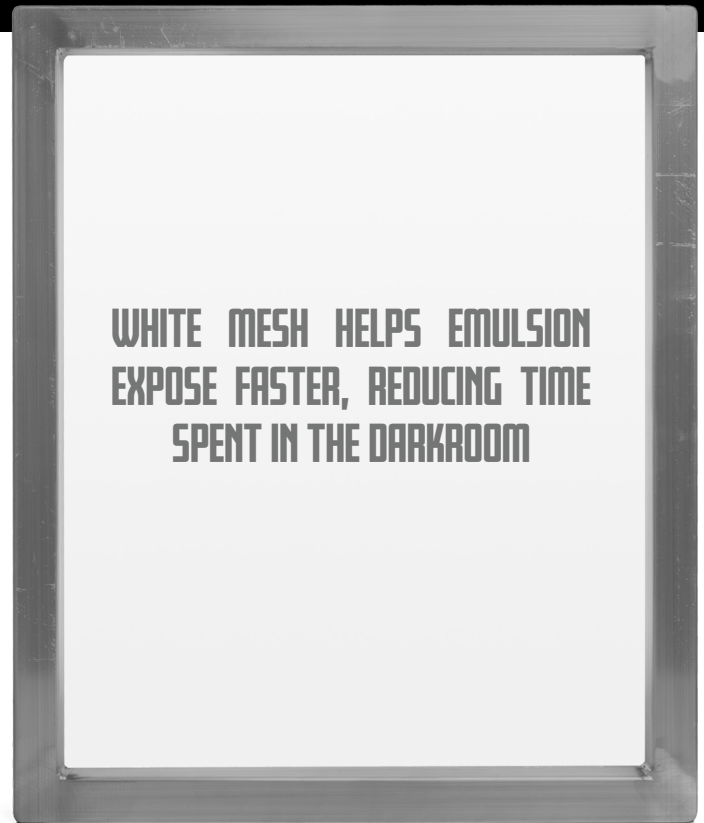 WHITE MESH HELPS EMULSION
EXPOSE FASTER, REDUCING TIME
SPENT IN THE DARKROOM